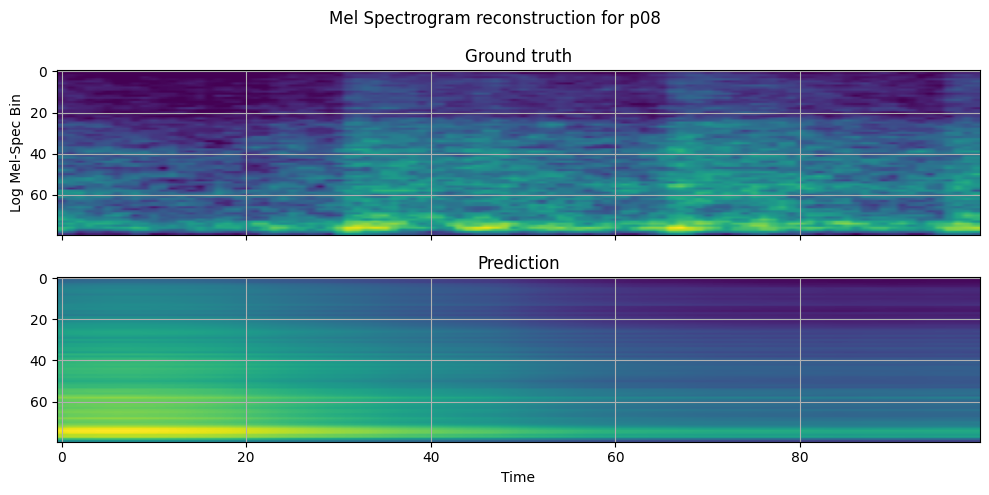 Mel Spectrogram reconstruction for p08
Ground truth
0
20
40
60
Log Mel-Spec Bin
Prediction
0
20
40
60
0 20 40 60 80
Time